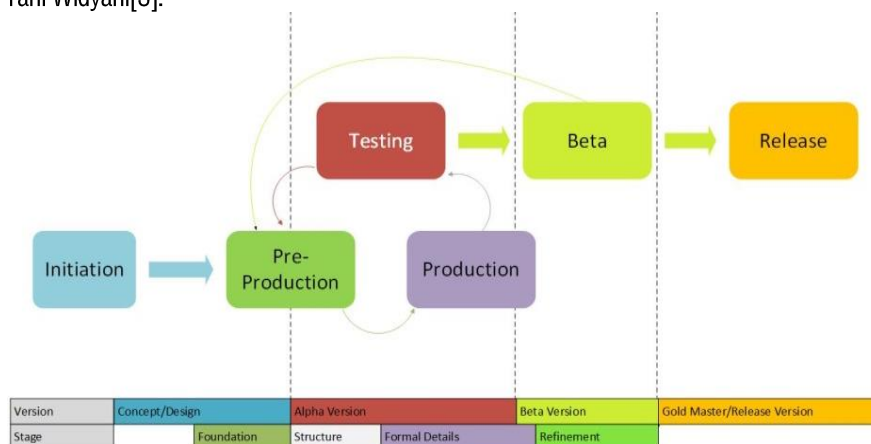 Testing
Beta
Release
Initiation
Pre-
Production
Production
Version Concept/Design Alpha Version Beta Version Gold Master/Release Version
Stage Foundation Structure Formal Details Refinement